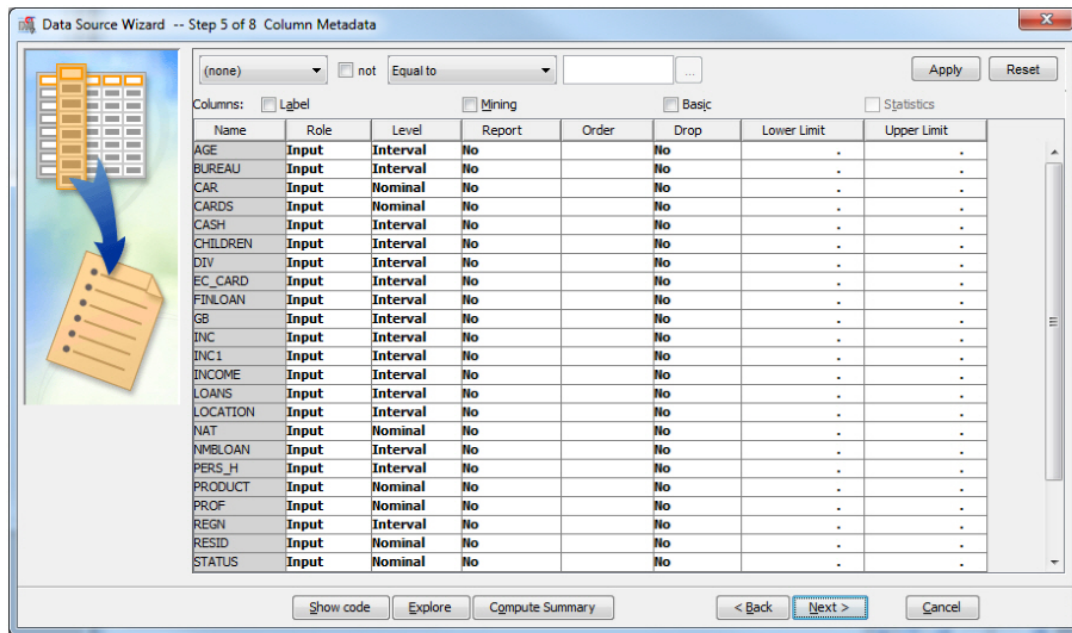 Data Source Wizard -- Step 5 of 8 Column Metadata
(none) not Equal to ... Apply Reset
Columns: Label Mining Basic Statistics
Name Role Level Report Order Drop Lower Limit Upper Limit
AGE Input Interval No No . .
BUREAU Input Interval No No . .
CAR Input Nominal No No . .
CARDS Input Nominal No No . .
CASH Input Interval No No . .
CHILDREN Input Interval No No . .
DIV Input Interval No No . .
EC_CARD Input Interval No No . .
FINLOAN Input Interval No No . .
GB Input Interval No No . .
INC Input Interval No No . .
INC1 Input Interval No No . .
INCOME Input Interval No No . .
LOANS Input Interval No No . .
LOCATION Input Interval No No . .
NAT Input Nominal No No . .
NMBLOAN Input Interval No No . .
PERS_H Input Interval No No . .
PRODUCT Input Nominal No No . .
PROF Input Nominal No No . .
REGN Input Interval No No . .
RESID Input Nominal No No . .
STATUS Input Nominal No No . .
Show code Explore Compute Summary < Back Next > Cancel